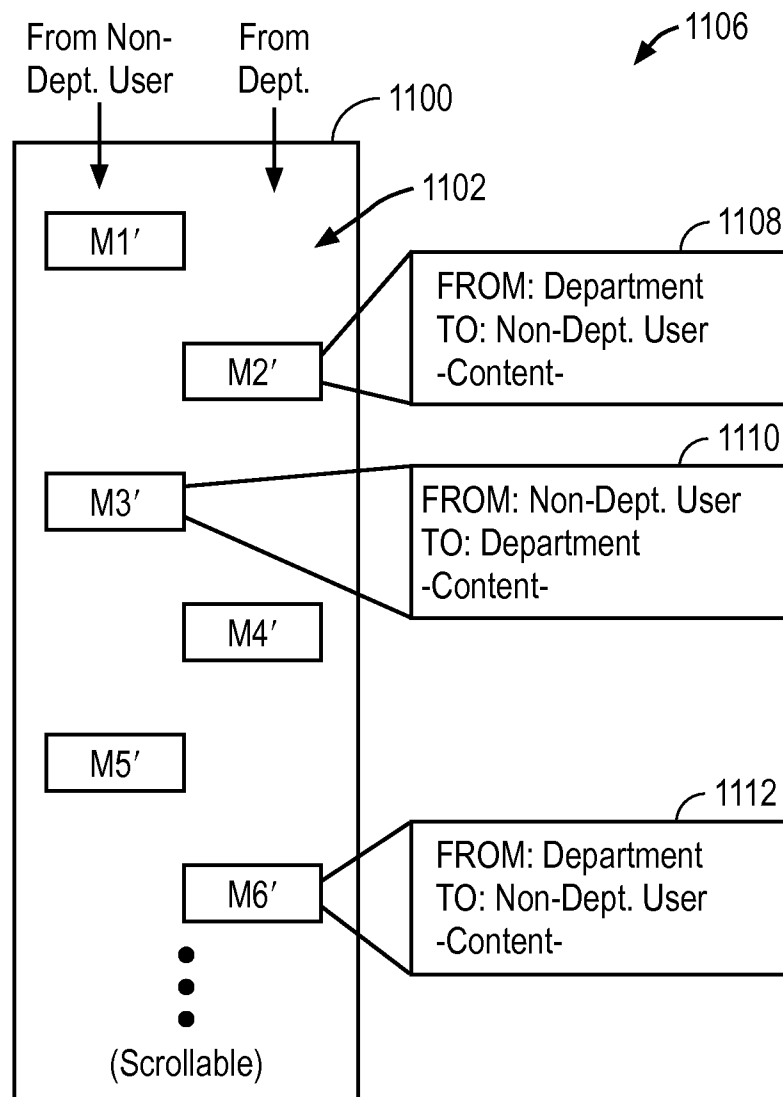 From Non-
Dept. User
From
Dept.
1106
1100
1102
M1′
1108
FROM: Department
TO: Non-Dept. User
-Content-
M2′
1110
M3′
FROM: Non-Dept. User
TO: Department
-Content-
M4′
M5′
1112
FROM: Department
TO: Non-Dept. User
-Content-
M6′
(Scrollable)